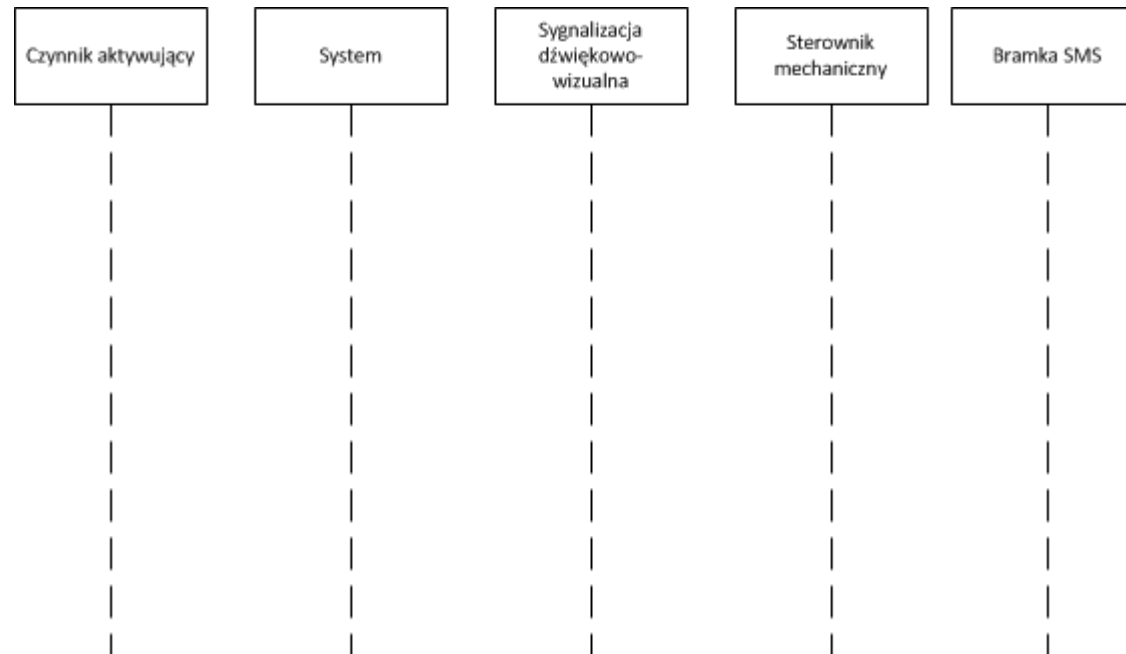 Czynnik aktywujący
System
Sygnalizacja
dźwiękowo-
wizualna
Sterownik
mechaniczny
Bramka SMS